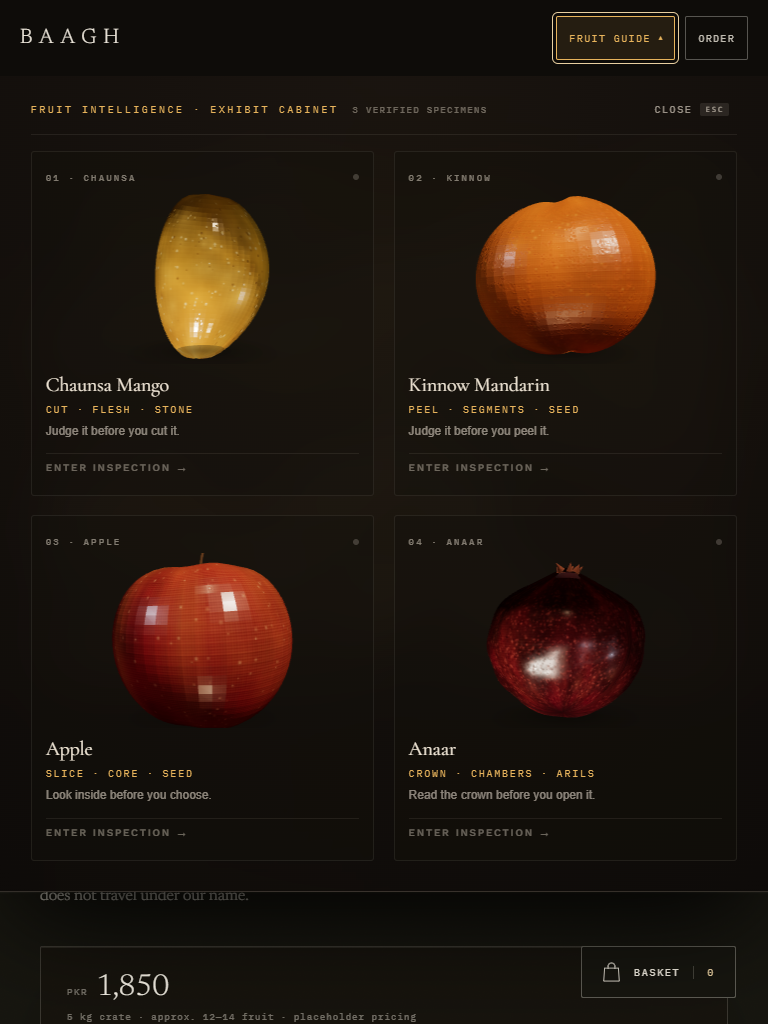 BAAGH
FRUIT GUIDE ▴
ORDER
FRUIT INTELLIGENCE · EXHIBIT CABINET 3 VERIFIED SPECIMENS
CLOSE ESC
01 · CHAUNSA
Chaunsa Mango
CUT · FLESH · STONE
Judge it before you cut it.
ENTER INSPECTION →
02 · KINNOW
Kinnow Mandarin
PEEL · SEGMENTS · SEED
Judge it before you peel it.
ENTER INSPECTION →
03 · APPLE
Apple
SLICE · CORE · SEED
Look inside before you choose.
ENTER INSPECTION →
04 · ANAAR
Anaar
CROWN · CHAMBERS · ARILS
Read the crown before you open it.
ENTER INSPECTION →
does not travel under our name.
PKR 1,850
5 kg crate · approx. 12–14 fruit · placeholder pricing
BASKET 0